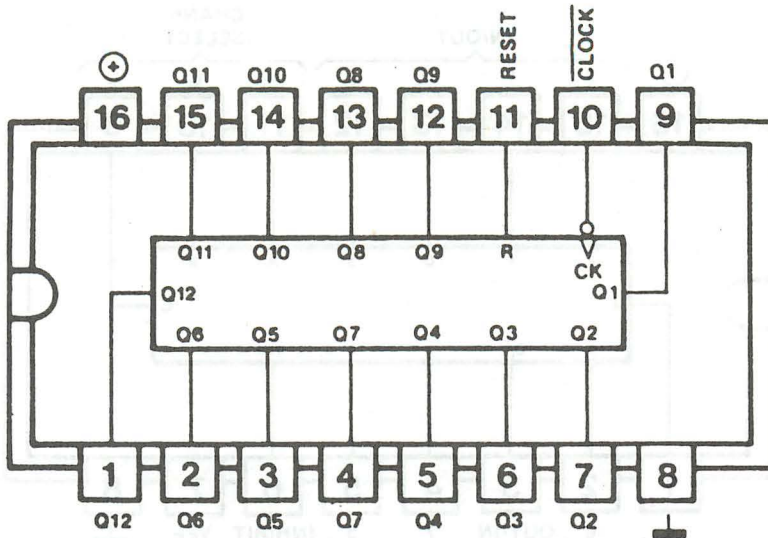 RESET
CLOCK
⊕ Q11 Q10 Q8 Q9 Q1
16 15 14 13 12 11 10 9
Q11 Q10 Q8 Q9 R
CK
Q12 Q1
Q6 Q5 Q7 Q4 Q3 Q2
1 2 3 4 5 6 7 8
Q12 Q6 Q5 Q7 Q4 Q3 Q2